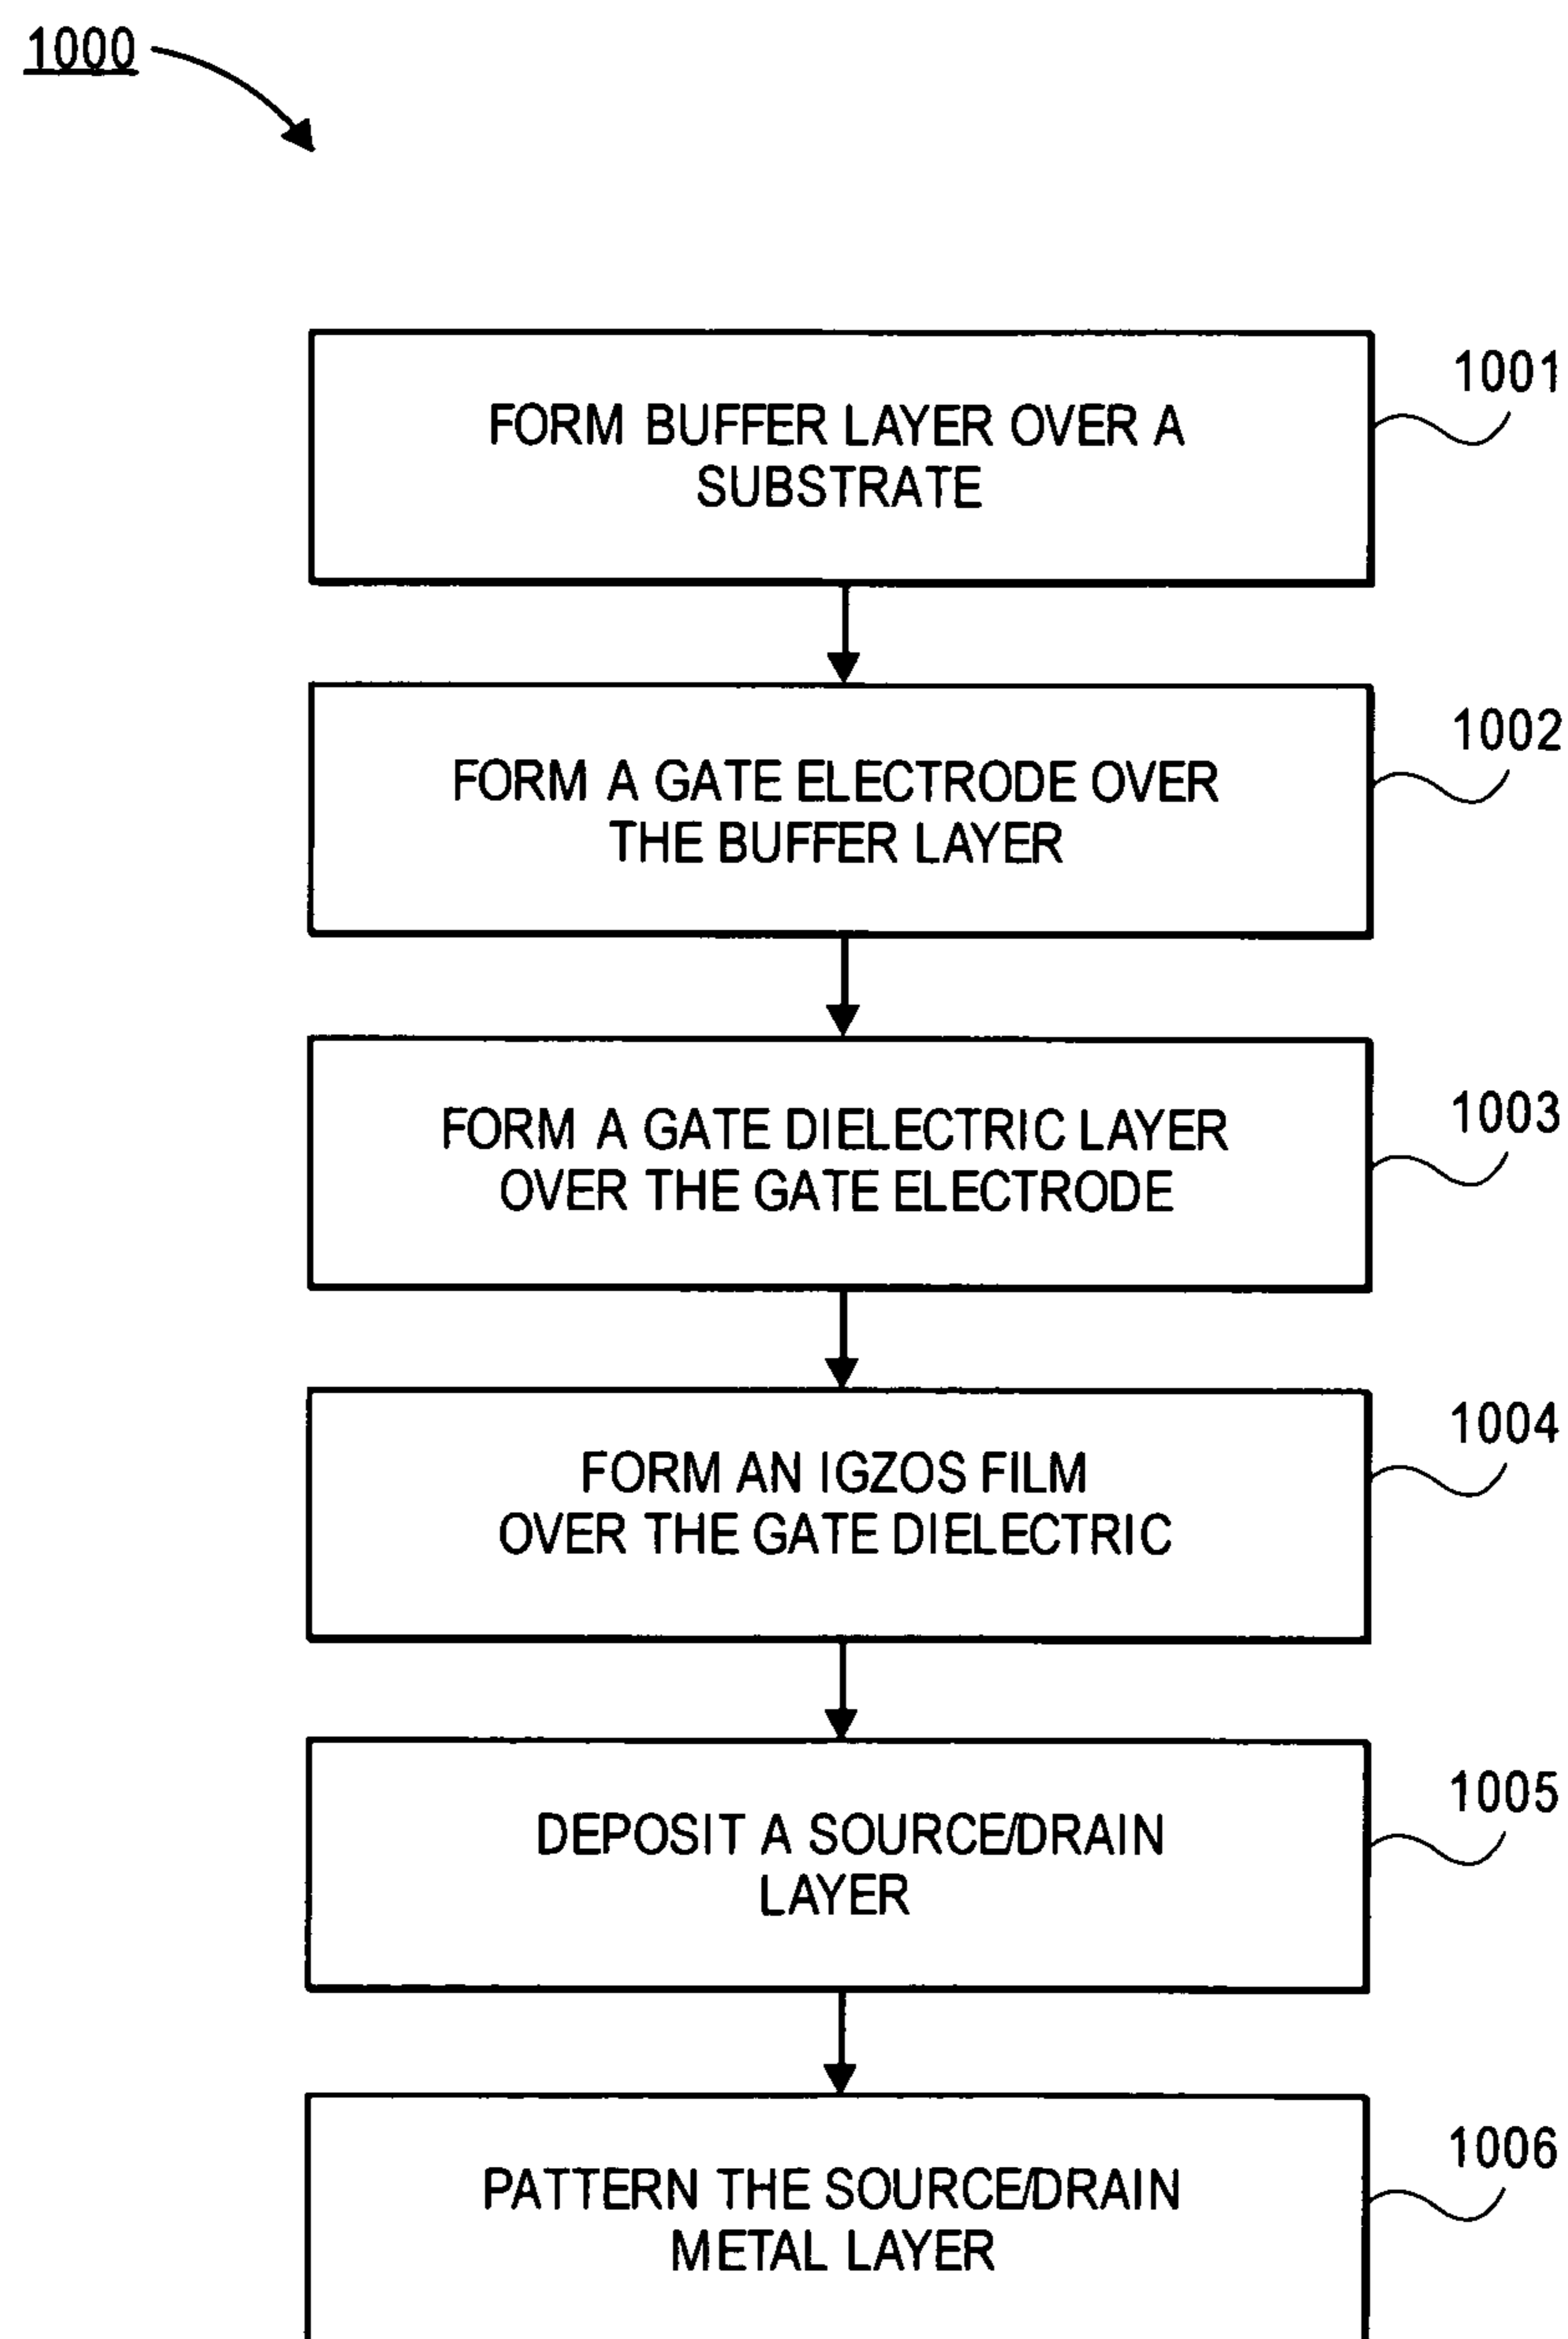 1000
FORM BUFFER LAYER OVER A
SUBSTRATE
1001
FORM A GATE ELECTRODE OVER
THE BUFFER LAYER
1002
FORM A GATE DIELECTRIC LAYER
OVER THE GATE ELECTRODE
1003
FORM AN IGZOS FILM
OVER THE GATE DIELECTRIC
1004
DEPOSIT A SOURCE/DRAIN
LAYER
1005
PATTERN THE SOURCE/DRAIN
METAL LAYER
1006